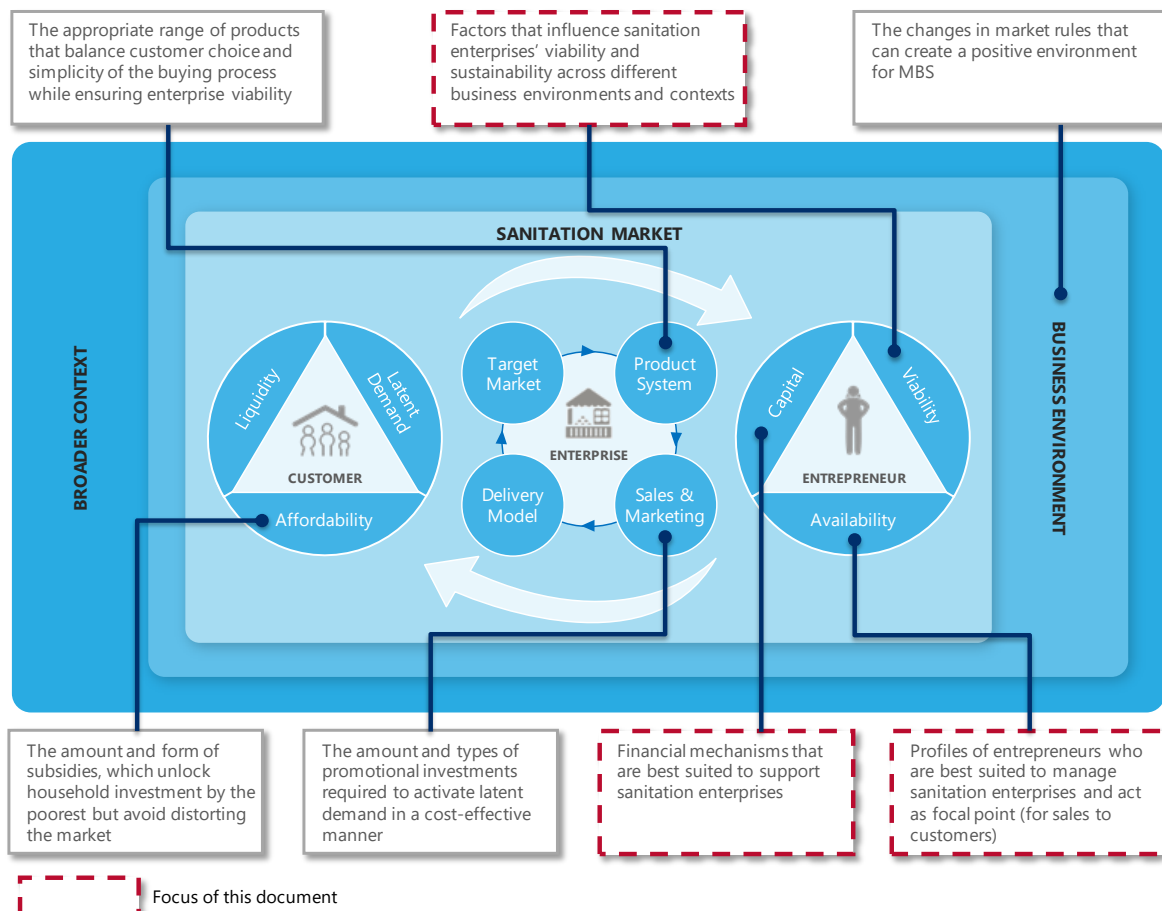 The appropriate range of products
that balance customer choice and
simplicity of the buying process
while ensuring enterprise viability
Factors that influence sanitation
enterprises' viability and
sustainability across different
business environments and contexts
The changes in market rules that
can create a positive environment
for MBS
SANITATION MARKET
BROADER CONTEXT
BUSINESS ENVIRONMENT
Liquidity
Latent
Demand
CUSTOMER
Affordability
Target
Market
Product
System
ENTERPRISE
Delivery
Model
Sales &
Marketing
Capital
Viability
ENTREPRENEUR
Availability
The amount and form of
subsidies, which unlock
household investment by the
poorest but avoid distorting
the market
The amount and types of
promotional investments
required to activate latent
demand in a cost-effective
manner
Financial mechanisms that
are best suited to support
sanitation enterprises
Profiles of entrepreneurs who
are best suited to manage
sanitation enterprises and act
as focal point (for sales to
customers)
Focus of this document